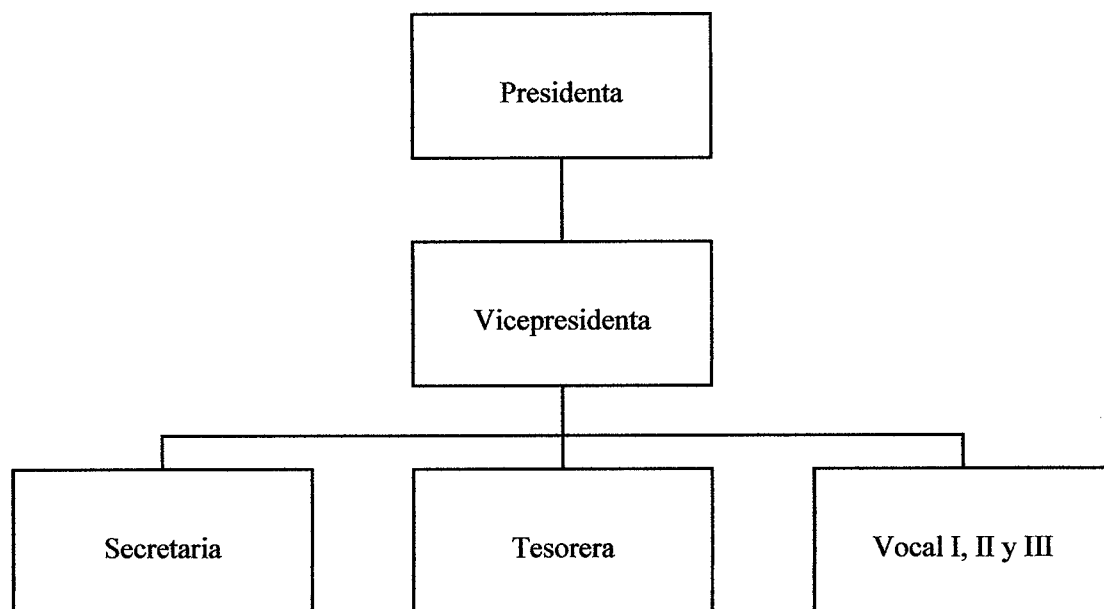 Presidenta
Vicepresidenta
Secretaria
Tesorera
Vocal I, II y III